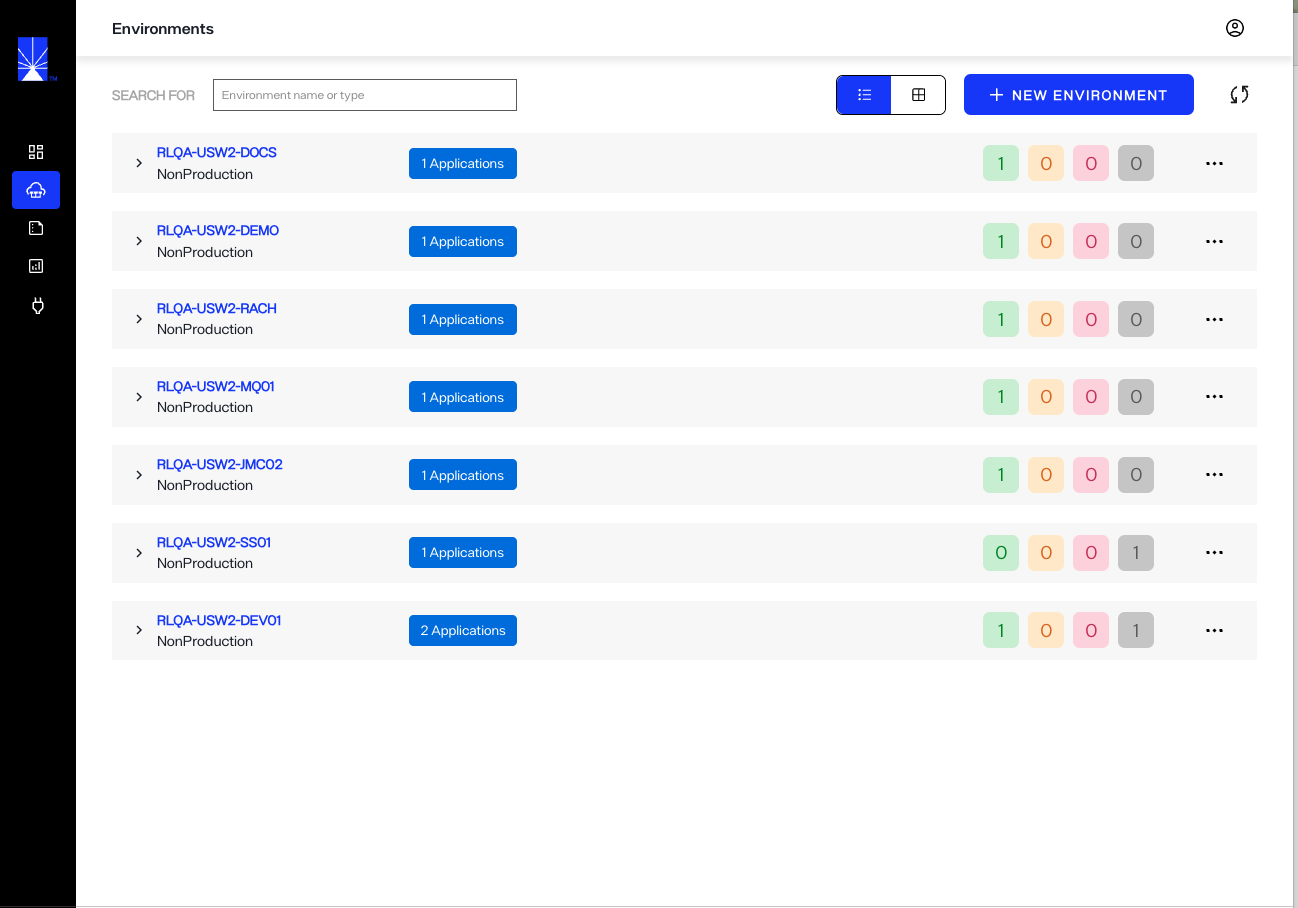 Environments
TM
SEARCH FOR
Environment name or type
NEW ENVIRONMENT
RLQA-USW2-DOCS
NonProduction
1 Applications
1 0 0 0
RLQA-USW2-DEMO
NonProduction
1 Applications
1 0 0 0
RLQA-USW2-RACH
NonProduction
1 Applications
1 0 0 0
RLQA-USW2-MQ01
NonProduction
1 Applications
1 0 0 0
RLQA-USW2-JMC02
NonProduction
1 Applications
1 0 0 0
RLQA-USW2-SS01
NonProduction
1 Applications
0 0 0 1
RLQA-USW2-DEV01
NonProduction
2 Applications
1 0 0 1